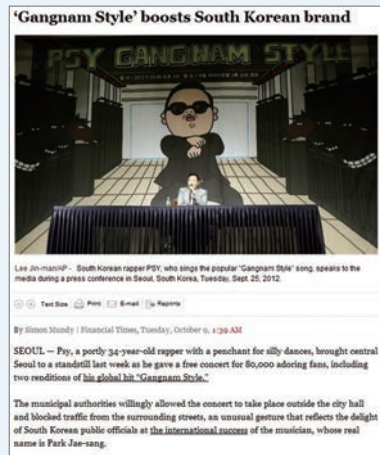 ‘Gangnam Style’ boosts South Korean brand
PSY GANGNAM STYLE
Lee Jin-man/AP - South Korean rapper PSY, who sings the popular "Gangnam Style" song, speaks to the
media during a press conference in Seoul, South Korea, Tuesday, Sept. 25, 2012.
Text Size Print E-mail Reprints
By Simon Mundy | Financial Times, Tuesday, October 9, 1:39 AM
SEOUL — Psy, a portly 34-year-old rapper with a penchant for silly dances, brought central
Seoul to a standstill last week as he gave a free concert for 80,000 adoring fans, including
two renditions of his global hit “Gangnam Style.”
The municipal authorities willingly allowed the concert to take place outside the city hall
and blocked traffic from the surrounding streets, an unusual gesture that reflects the delight
of South Korean public officials at the international success of the musician, whose real
name is Park Jae-sang.